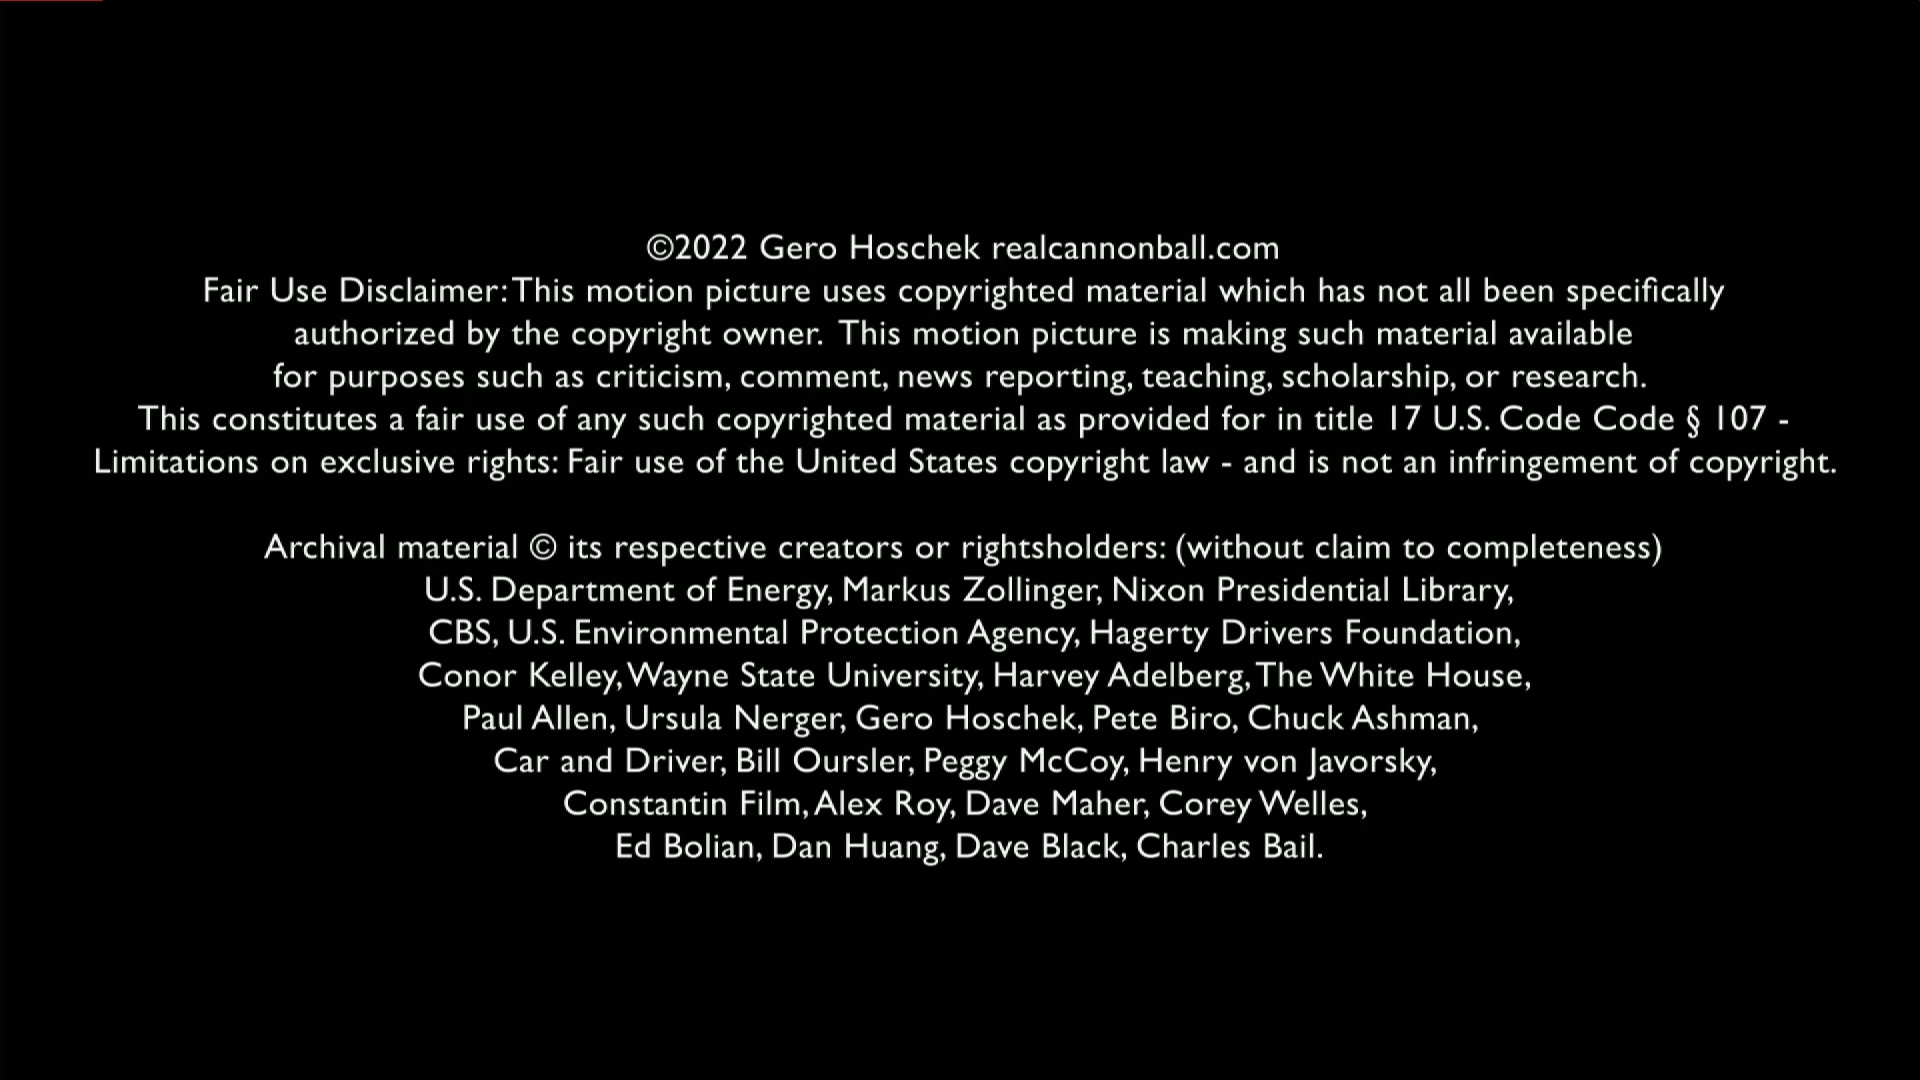 ©2022 Gero Hoschek realcannonball.com
Fair Use Disclaimer: This motion picture uses copyrighted material which has not all been specifically
authorized by the copyright owner. This motion picture is making such material available
for purposes such as criticism, comment, news reporting, teaching, scholarship, or research.
This constitutes a fair use of any such copyrighted material as provided for in title 17 U.S. Code Code § 107 -
Limitations on exclusive rights: Fair use of the United States copyright law - and is not an infringement of copyright.
Archival material © its respective creators or rightsholders: (without claim to completeness)
U.S. Department of Energy, Markus Zollinger, Nixon Presidential Library,
CBS, U.S. Environmental Protection Agency, Hagerty Drivers Foundation,
Conor Kelley, Wayne State University, Harvey Adelberg, The White House,
Paul Allen, Ursula Nerger, Gero Hoschek, Pete Biro, Chuck Ashman,
Car and Driver, Bill Oursler, Peggy McCoy, Henry von Javorsky,
Constantin Film, Alex Roy, Dave Maher, Corey Welles,
Ed Bolian, Dan Huang, Dave Black, Charles Bail.